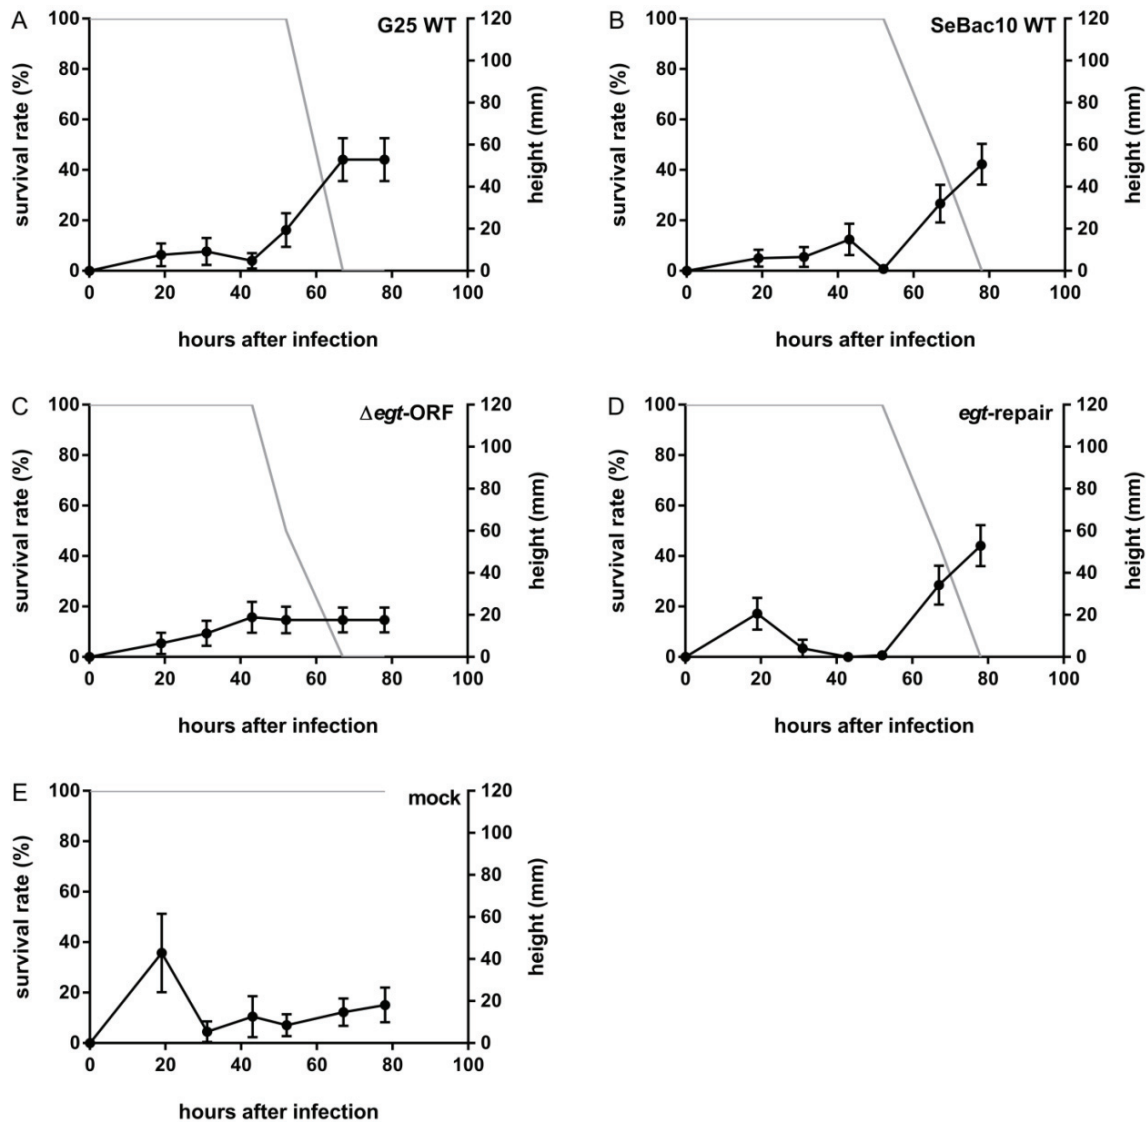 A
G25 WT
survival rate (%)
100
80
60
40
20
0
120
100
80
60
40
20
0
height (mm)
0 20 40 60 80 100
hours after infection
B
SeBac10 WT
survival rate (%)
100
80
60
40
20
0
120
100
80
60
40
20
0
height (mm)
0 20 40 60 80 100
hours after infection
C
Δegt-ORF
survival rate (%)
100
80
60
40
20
0
120
100
80
60
40
20
0
height (mm)
0 20 40 60 80 100
hours after infection
D
egt-repair
survival rate (%)
100
80
60
40
20
0
120
100
80
60
40
20
0
height (mm)
0 20 40 60 80 100
hours after infection
E
mock
survival rate (%)
100
80
60
40
20
0
120
100
80
60
40
20
0
height (mm)
0 20 40 60 80 100
hours after infection